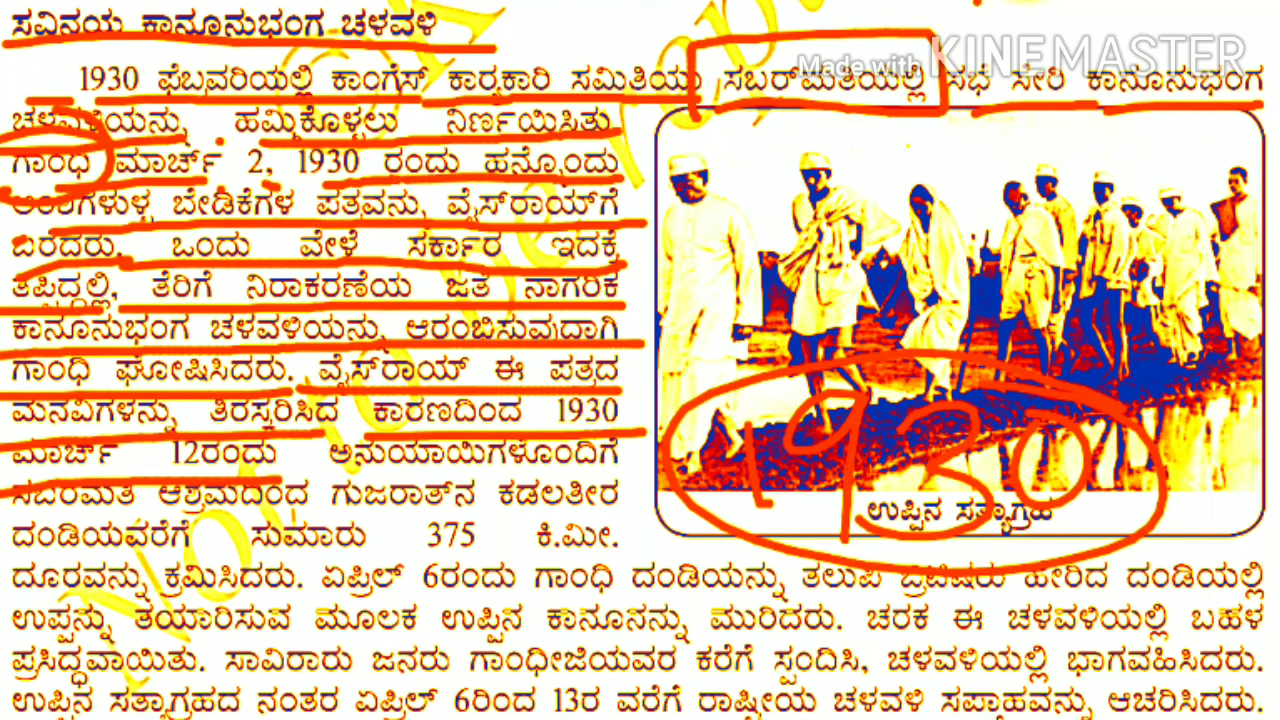 ಸವಿನಯ ಕಾನೂನುಭಂಗ ಚಳವಳಿ
Made with KINEMASTER
1930 ಫೆಬ್ರವರಿಯಲ್ಲಿ ಕಾಂಗ್ರೆಸ್ ಕಾರ್ಯಕಾರಿ ಸಮಿತಿಯು ಸಬರ್‌ಮತಿಯಲ್ಲಿ ಸಭೆ ಸೇರಿ ಕಾನೂನುಭಂಗ
ಚಳವಳಿಯನ್ನು ಹಮ್ಮಿಕೊಳ್ಳಲು ನಿರ್ಣಯಿಸಿತು.
ಗಾಂಧಿ ಮಾರ್ಚ್ 2, 1930 ರಂದು ಹನ್ನೊಂದು
ಅಂಶಗಳುಳ್ಳ ಬೇಡಿಕೆಗಳ ಪತ್ರವನ್ನು ವೈಸ್‌ರಾಯ್‌ಗೆ
ಬರೆದರು. ಒಂದು ವೇಳೆ ಸರ್ಕಾರ ಇದಕ್ಕೆ
ತಪ್ಪಿದ್ದಲ್ಲಿ, ತೆರಿಗೆ ನಿರಾಕರಣೆಯ ಜತೆ ನಾಗರಿಕ
ಕಾನೂನುಭಂಗ ಚಳವಳಿಯನ್ನು ಆರಂಭಿಸುವುದಾಗಿ
ಗಾಂಧಿ ಘೋಷಿಸಿದರು. ವೈಸ್‌ರಾಯ್ ಈ ಪತ್ರದ
ಮನವಿಗಳನ್ನು ತಿರಸ್ಕರಿಸಿದ ಕಾರಣದಿಂದ 1930
ಮಾರ್ಚ್ 12ರಂದು ಅನುಯಾಯಿಗಳೊಂದಿಗೆ
ಸಬರಮತಿ ಆಶ್ರಮದಿಂದ ಗುಜರಾತ್‌ನ ಕಡಲತೀರ
ದಂಡಿಯವರೆಗೆ ಸುಮಾರು 375 ಕಿ.ಮೀ.
1930
ಉಪ್ಪಿನ ಸತ್ಯಾಗ್ರಹ
ದೂರವನ್ನು ಕ್ರಮಿಸಿದರು. ಏಪ್ರಿಲ್ 6ರಂದು ಗಾಂಧಿ ದಂಡಿಯನ್ನು ತಲುಪಿ ಬ್ರಿಟಿಷರು ಹೇರಿದ ದಂಡಿಯಲ್ಲಿ
ಉಪ್ಪನ್ನು ತಯಾರಿಸುವ ಮೂಲಕ ಉಪ್ಪಿನ ಕಾನೂನನ್ನು ಮುರಿದರು. ಚರಕ ಈ ಚಳವಳಿಯಲ್ಲಿ ಬಹಳ
ಪ್ರಸಿದ್ಧವಾಯಿತು. ಸಾವಿರಾರು ಜನರು ಗಾಂಧೀಜಿಯವರ ಕರೆಗೆ ಸ್ಪಂದಿಸಿ, ಚಳವಳಿಯಲ್ಲಿ ಭಾಗವಹಿಸಿದರು.
ಉಪ್ಪಿನ ಸತ್ಯಾಗ್ರಹದ ನಂತರ ಏಪ್ರಿಲ್ 6ರಿಂದ 13ರ ವರೆಗೆ ರಾಷ್ಟ್ರೀಯ ಚಳವಳಿ ಸಪ್ತಾಹವನ್ನು ಆಚರಿಸಿದರು.